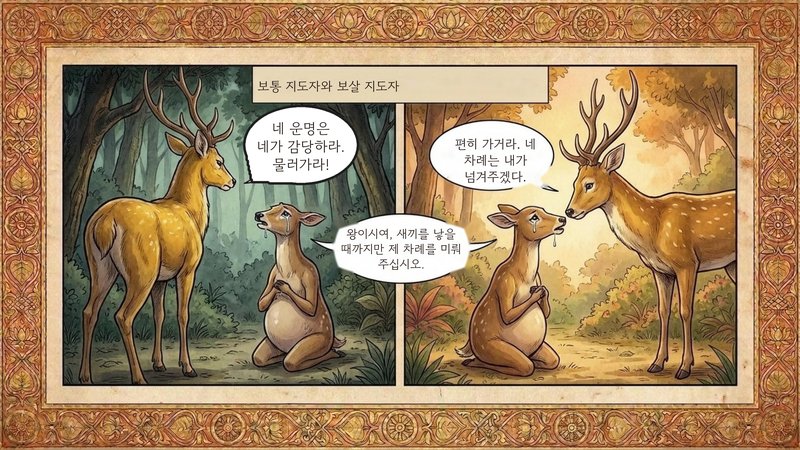 보통 지도자와 보살 지도자
네 운명은
네가 감당하라.
물러가라!
왕이시여, 새끼를 낳을
때까지만 제 차례를 미뤄
주십시오.
편히 가거라. 네
차례는 내가
넘겨주겠다.